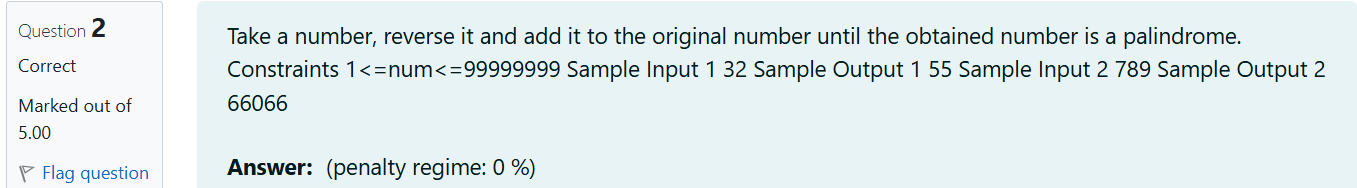 Question 2
Correct
Marked out of
5.00
Flag question
Take a number, reverse it and add it to the original number until the obtained number is a palindrome.
Constraints 1<=num<=99999999 Sample Input 1 32 Sample Output 1 55 Sample Input 2 789 Sample Output 2
66066
Answer: (penalty regime: 0 %)